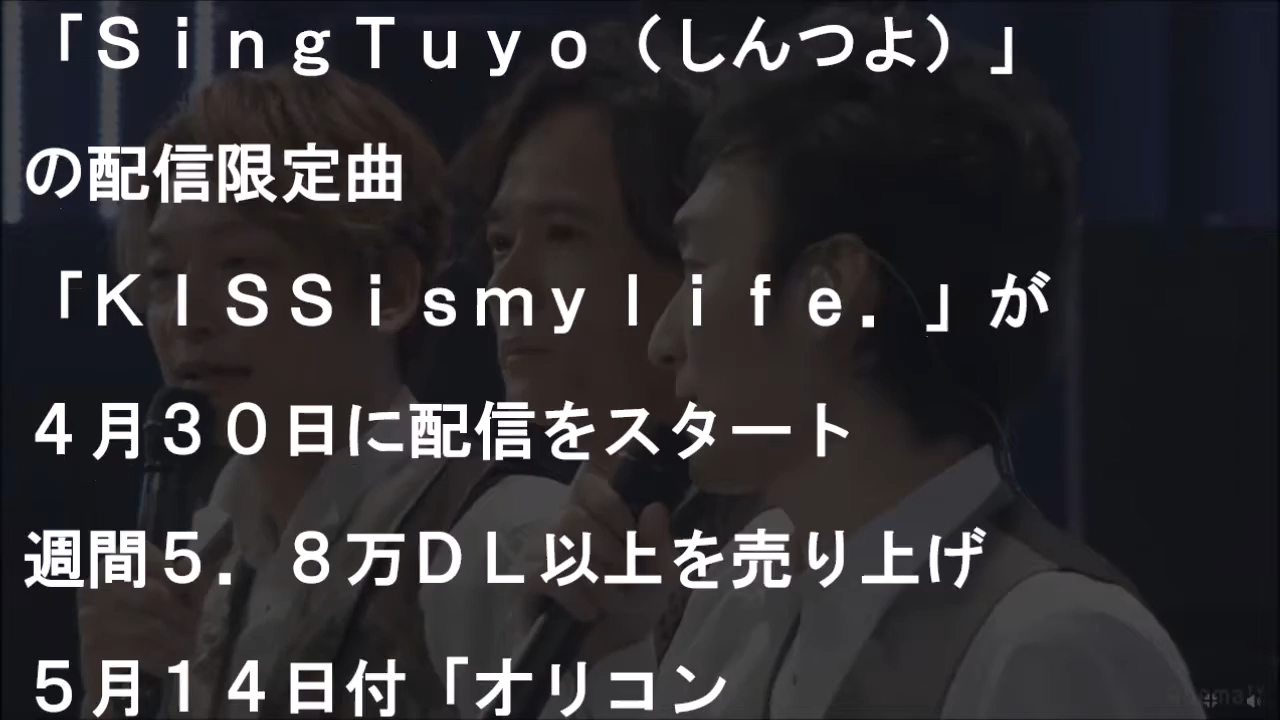 「ＳｉｎｇＴｕｙｏ（しんつよ）」
の配信限定曲
「ＫＩＳＳｉｓｍｙｌｉｆｅ．」が
４月３０日に配信をスタート
週間５．８万ＤＬ以上を売り上げ
５月１４日付「オリコン